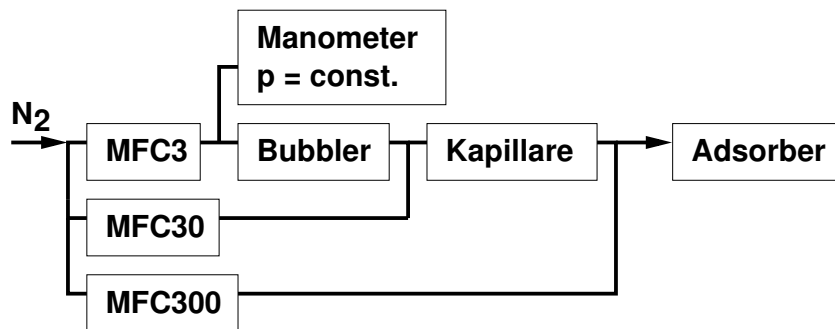 Manometer
p = const.
N2
MFC3
Bubbler
Kapillare
Adsorber
MFC30
MFC300